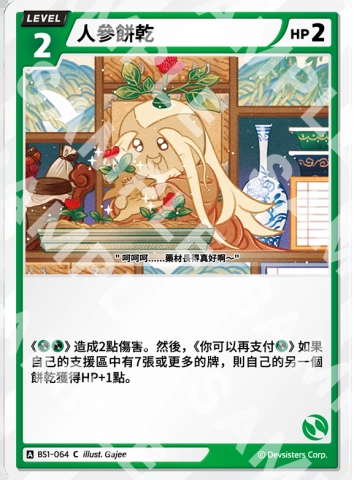 LEVEL
2
人參餅乾
HP 2
"呵呵呵......藥材長得真好啊～"
《》造成2點傷害。然後，《你可以再支付》如果
自己的支援區中有7張或更多的牌，則自己的另一個
餅乾獲得HP+1點。
A BS1-064 C illust. Gujee
© Devsisters Corp.
SAMPLE